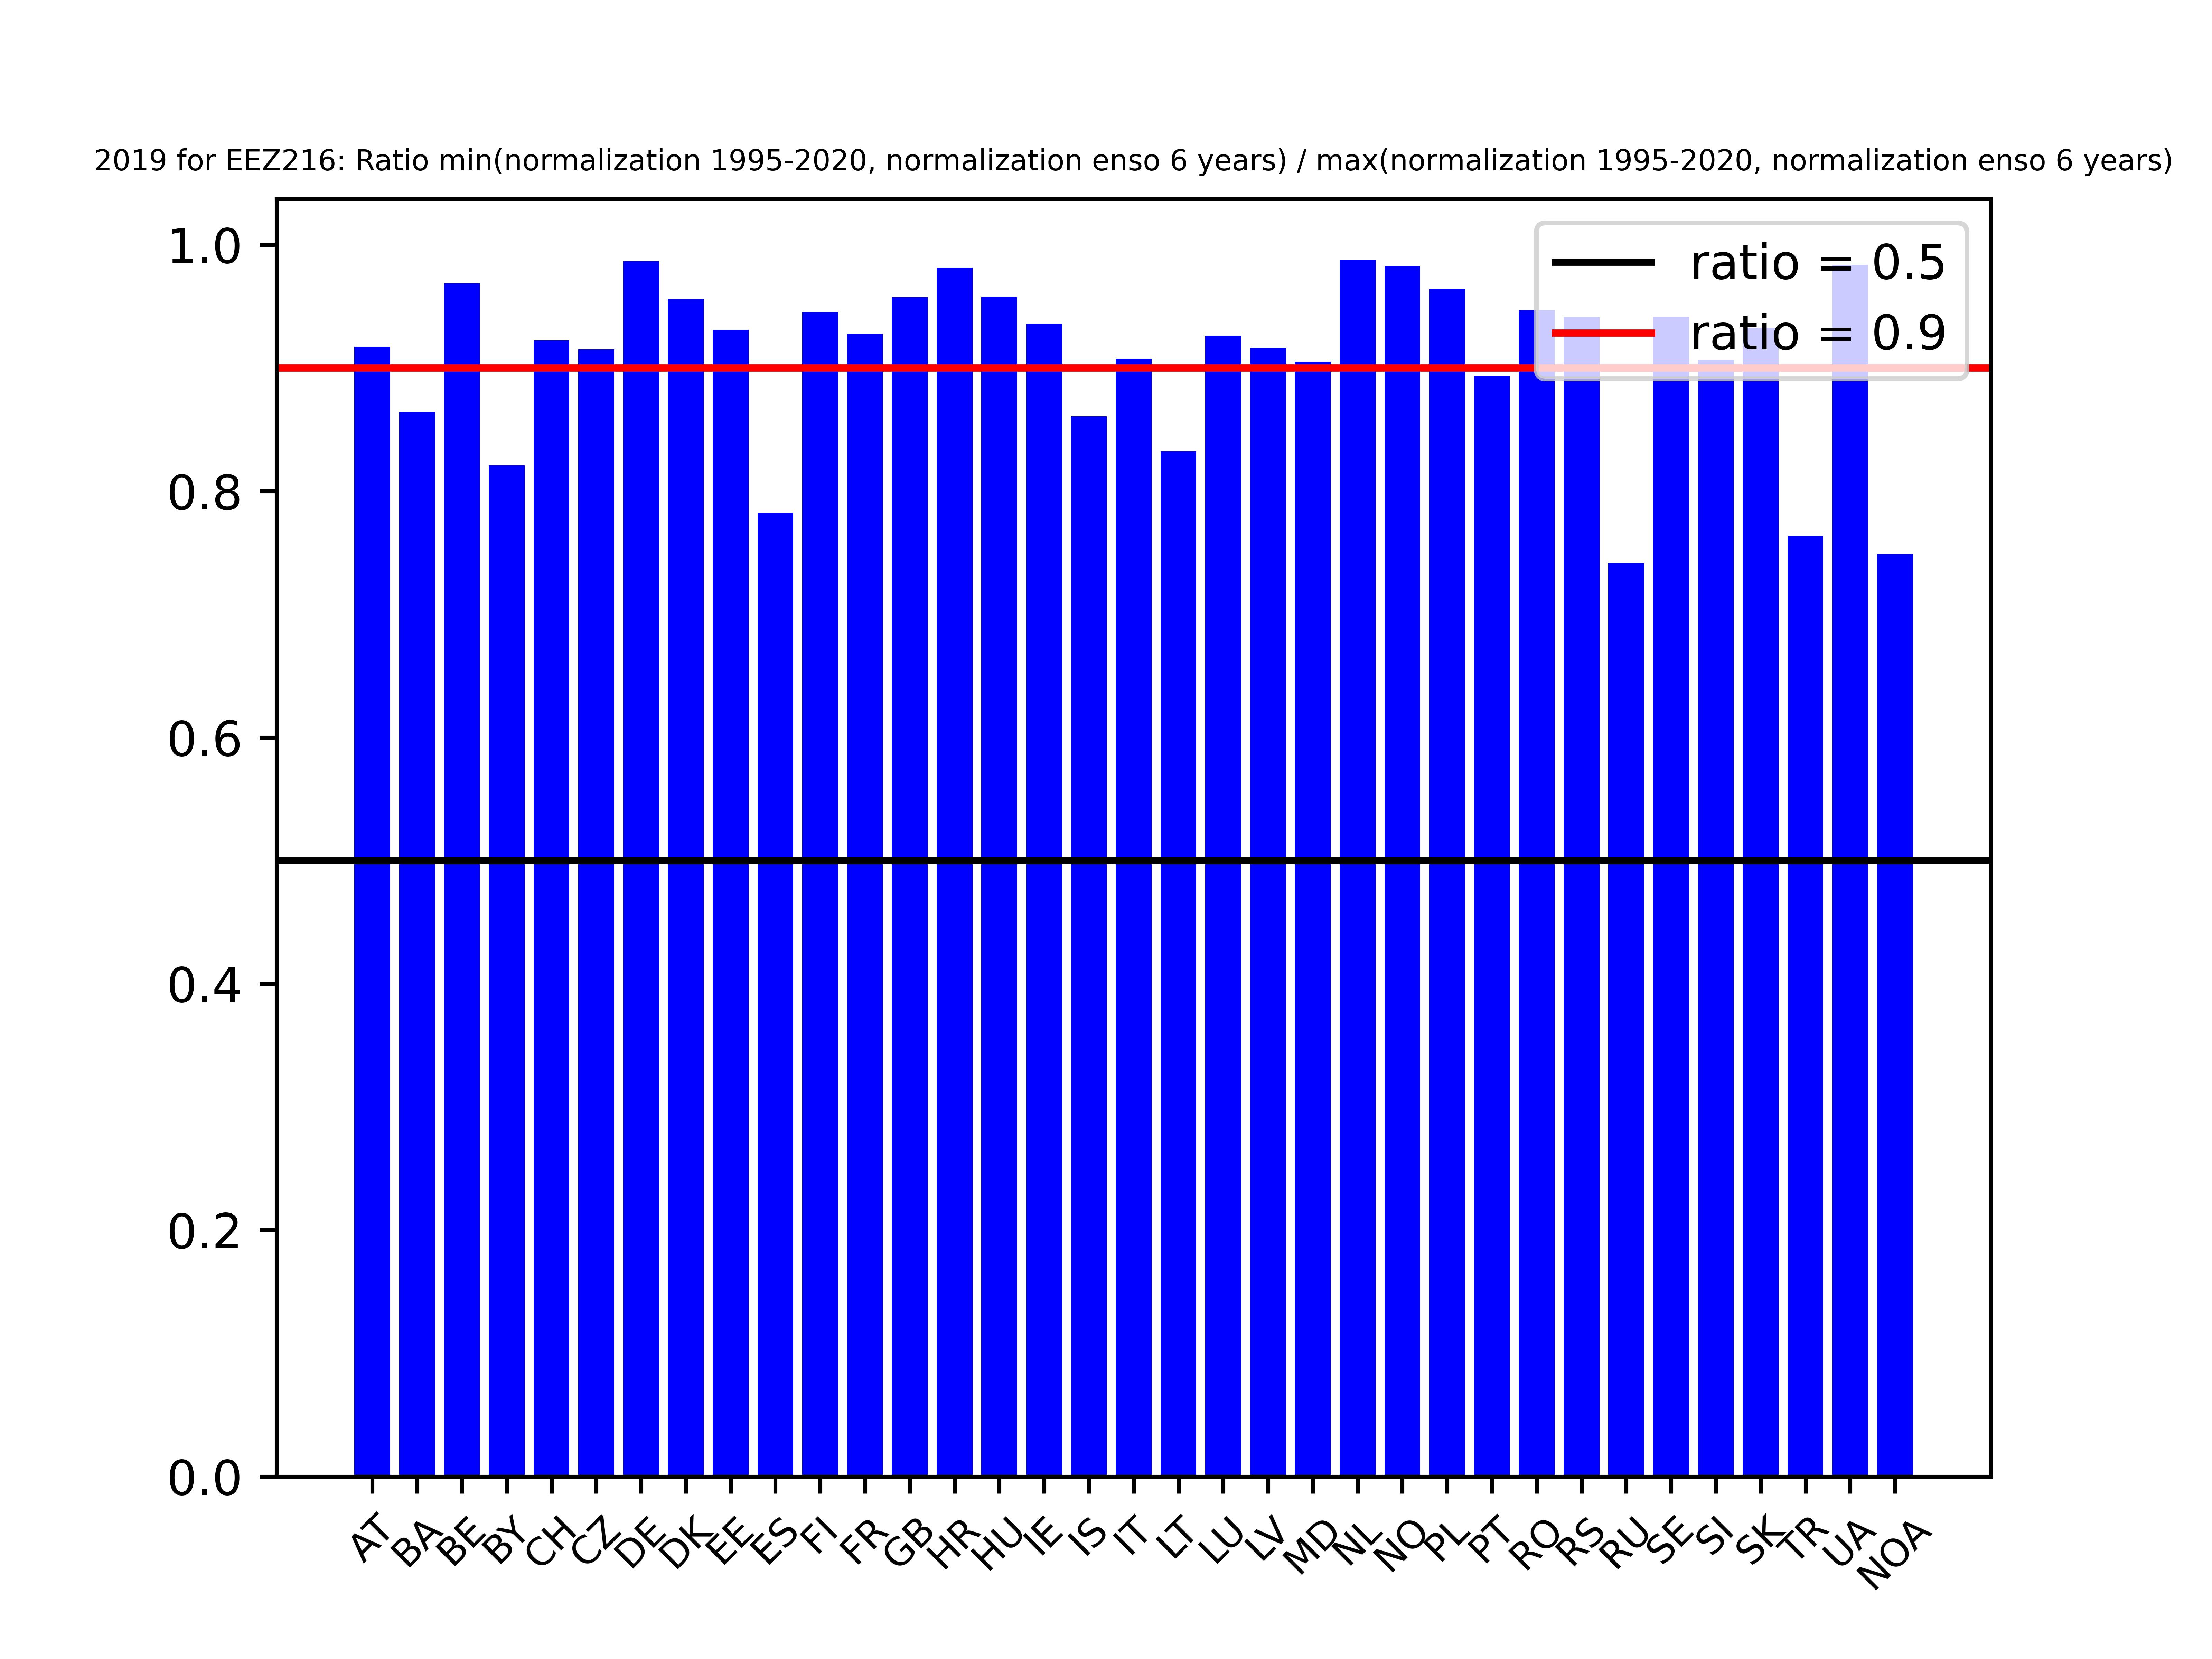 2019 for EEZ216: Ratio min(normalization 1995-2020, normalization enso 6 years) / max(normalization 1995-2020, normalization enso 6 years)
ratio = 0.5
ratio = 0.9
1.0
0.8
0.6
0.4
0.2
0.0
AT BA BE BY CH CZ DE DK EE ES FI FR GB HR HU IE IS IT LT LU LV MD NL NO PL PT RO RS RU SE SI SK TR UA NOA